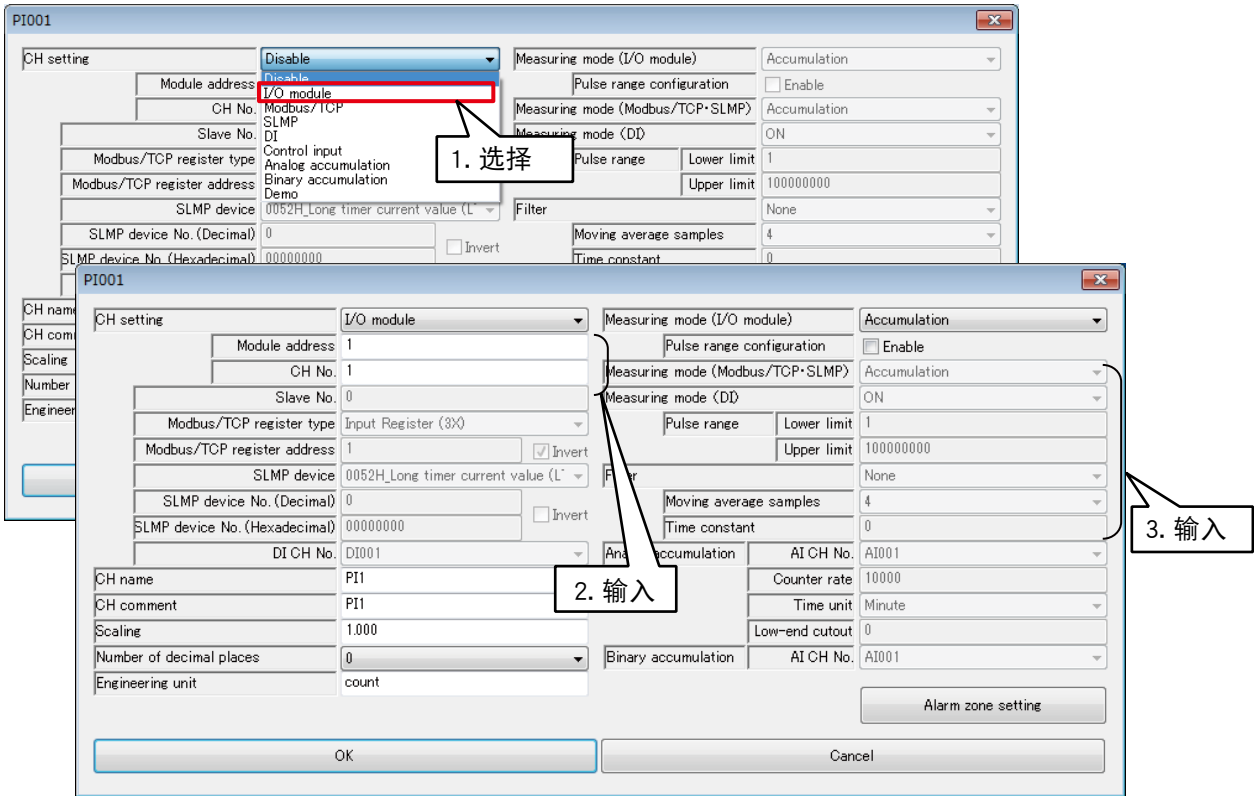 PI001
CH setting Disable Measuring mode (I/O module) Accumulation
Module address Disable Pulse range configuration Enable
I/O module
CH No. Modbus/TCP Measuring mode (Modbus/TCP･SLMP) Accumulation
SLMP
Slave No. DI Measuring mode (DI) ON
Control input
Modbus/TCP register type Analog accumulation Pulse range Lower limit 1
Modbus/TCP register address Binary accumulation Upper limit 100000000
Demo
1. 选择
SLMP device 0052H_Long timer current value (L Filter None
SLMP device No. (Decimal) 0 Invert Moving average samples 4
SLMP device No. (Hexadecimal) 00000000 Time constant 0
CH name
CH com
Scaling
Number
Engineer
PI001
CH setting I/O module Measuring mode (I/O module) Accumulation
Module address 1 Pulse range configuration Enable
CH No. 1 Measuring mode (Modbus/TCP･SLMP) Accumulation
Slave No. 0 Measuring mode (DI) ON
Modbus/TCP register type Input Register (3X) Pulse range Lower limit 1
Modbus/TCP register address 1 Invert Upper limit 100000000
SLMP device 0052H_Long timer current value (L Filter None
SLMP device No. (Decimal) 0 Invert Moving average samples 4
SLMP device No. (Hexadecimal) 00000000 Time constant 0
DI CH No. DI001 Analog accumulation AI CH No. AI001
CH name PI1 Counter rate 10000
CH comment PI1 Time unit Minute
Scaling 1.000 Low-end cutout 0
Number of decimal places 0 Binary accumulation AI CH No. AI001
Engineering unit count
2. 输入
3. 输入
Alarm zone setting
OK Cancel